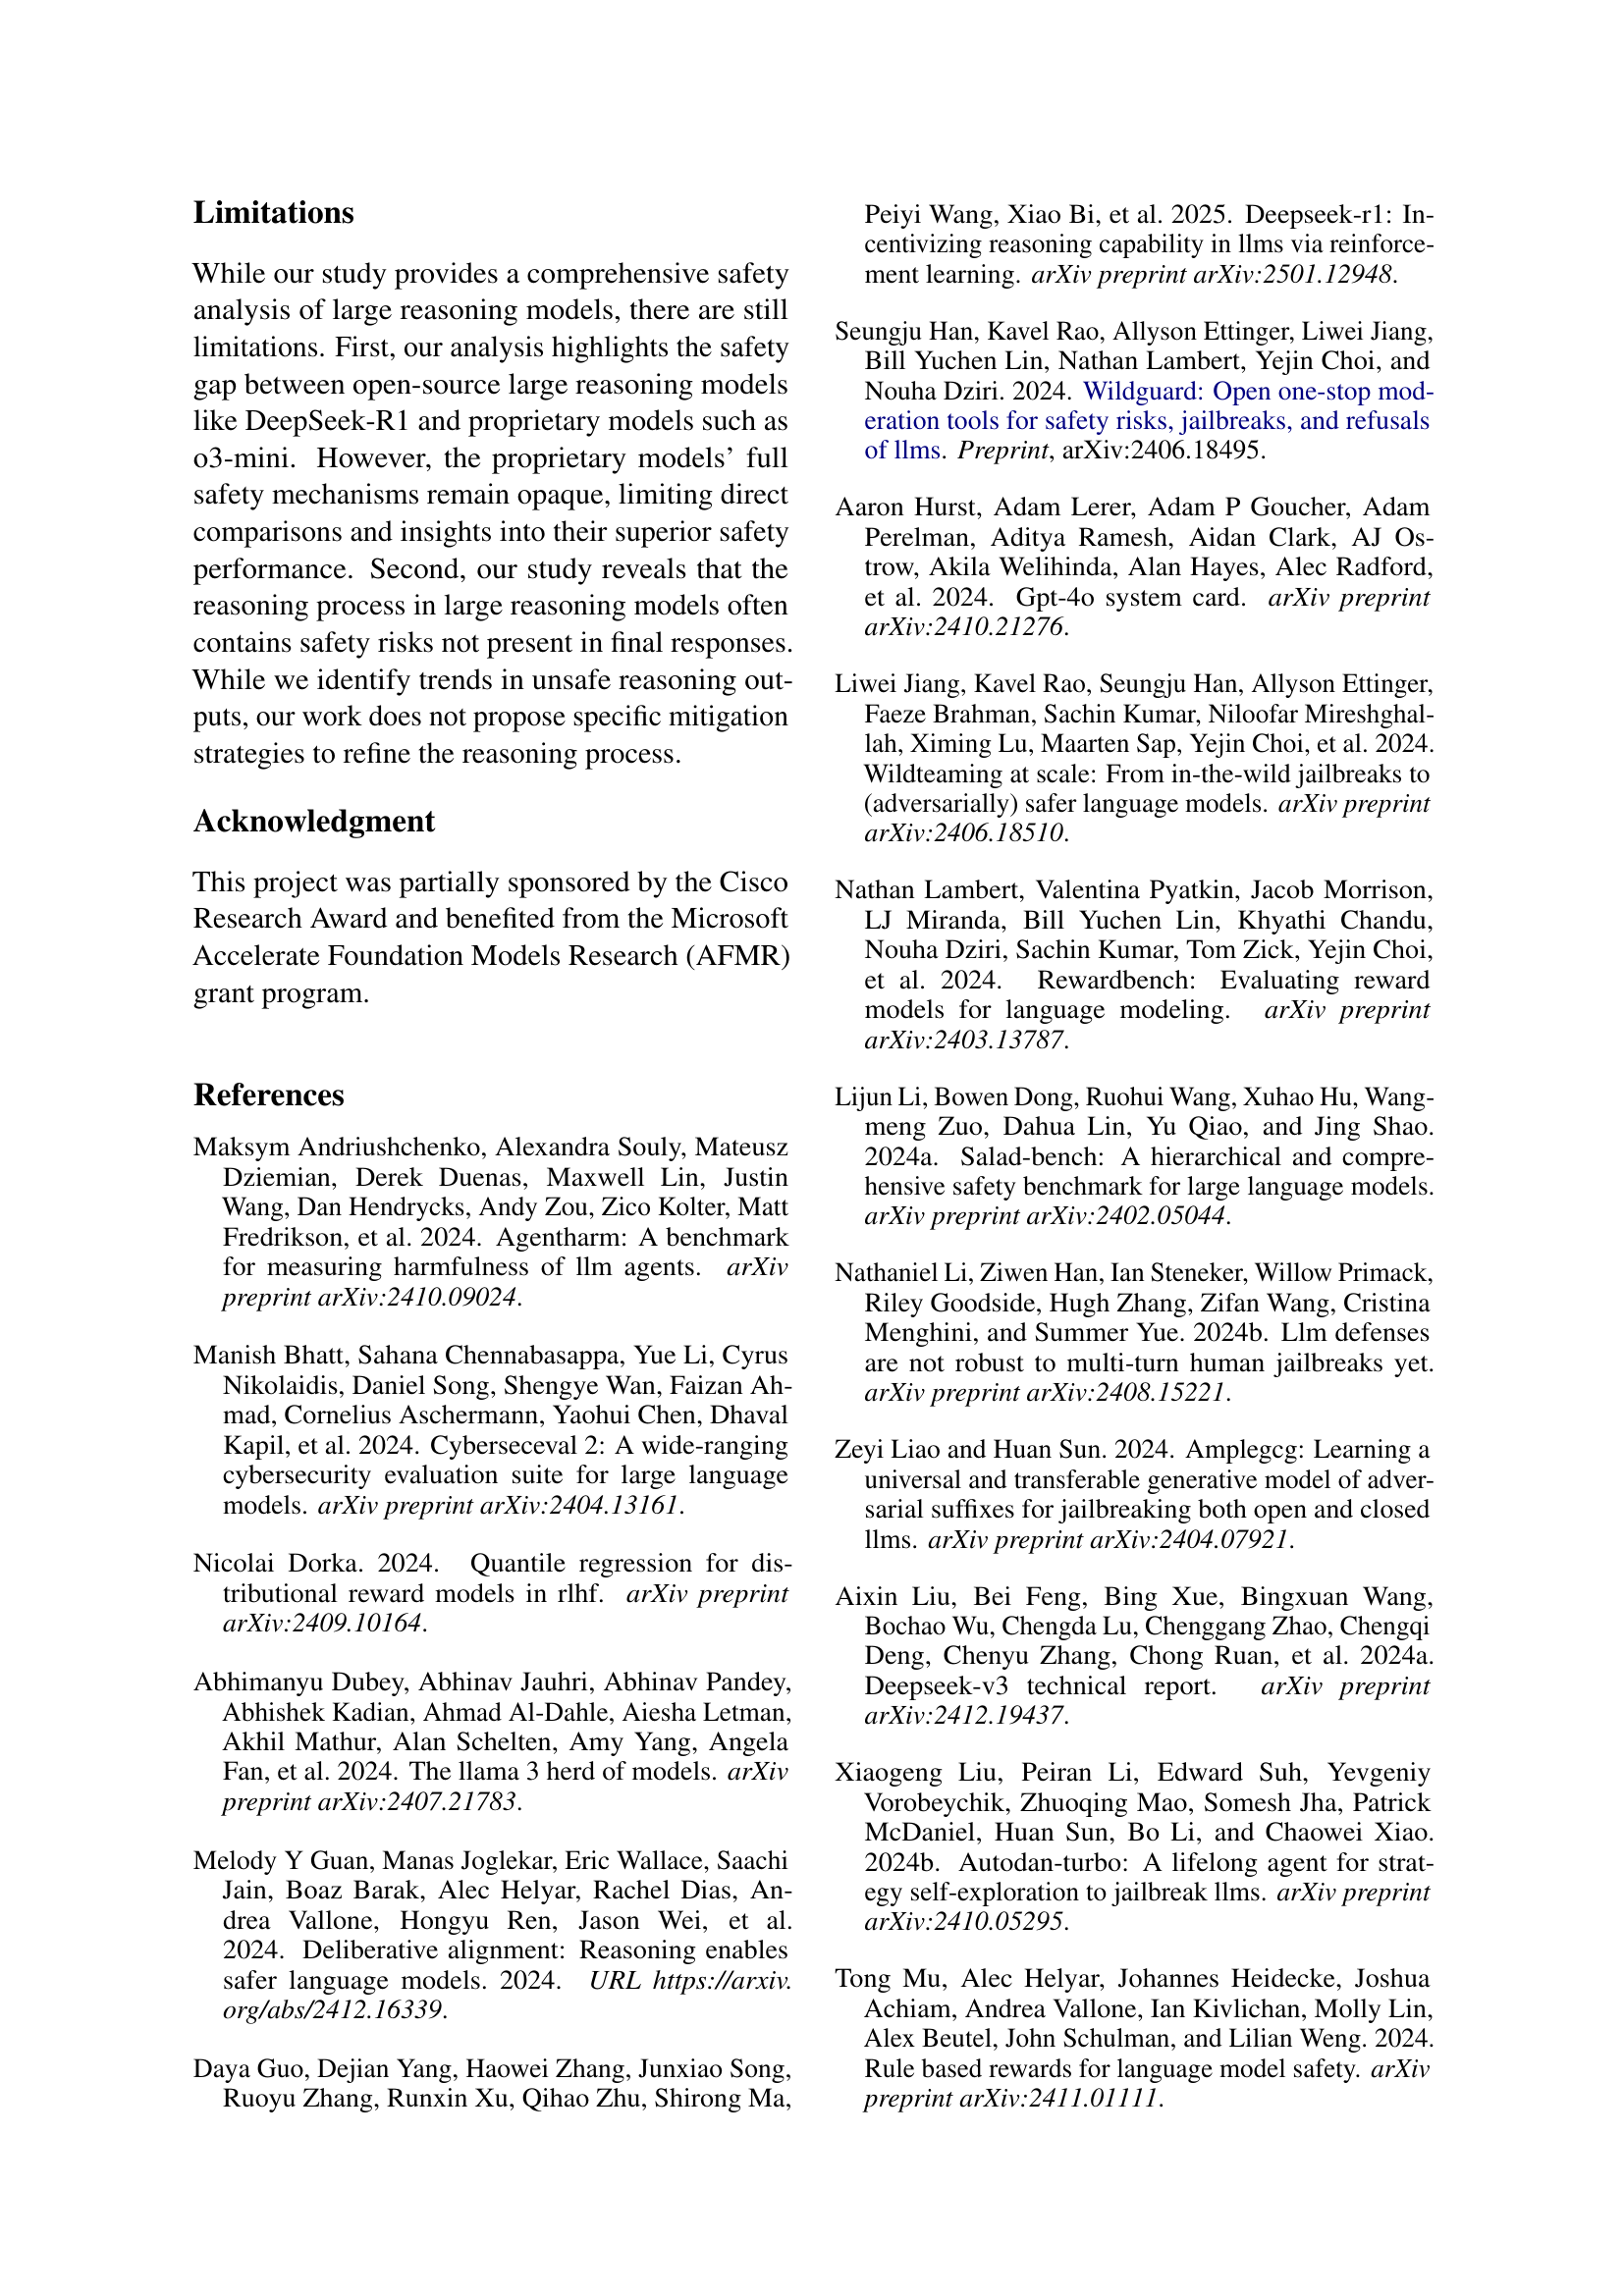 Limitations
While our study provides a comprehensive safety
analysis of large reasoning models, there are still
limitations. First, our analysis highlights the safety
gap between open-source large reasoning models
like DeepSeek-R1 and proprietary models such as
o3-mini. However, the proprietary models' full
safety mechanisms remain opaque, limiting direct
comparisons and insights into their superior safety
performance. Second, our study reveals that the
reasoning process in large reasoning models often
contains safety risks not present in final responses.
While we identify trends in unsafe reasoning out-
puts, our work does not propose specific mitigation
strategies to refine the reasoning process.
Acknowledgment
This project was partially sponsored by the Cisco
Research Award and benefited from the Microsoft
Accelerate Foundation Models Research (AFMR)
grant program.
References
Maksym Andriushchenko, Alexandra Souly, Mateusz
Dziemian, Derek Duenas, Maxwell Lin, Justin
Wang, Dan Hendrycks, Andy Zou, Zico Kolter, Matt
Fredrikson, et al. 2024. Agentharm: A benchmark
for measuring harmfulness of llm agents. arXiv
preprint arXiv:2410.09024.
Manish Bhatt, Sahana Chennabasappa, Yue Li, Cyrus
Nikolaidis, Daniel Song, Shengye Wan, Faizan Ah-
mad, Cornelius Aschermann, Yaohui Chen, Dhaval
Kapil, et al. 2024. Cyberseceval 2: A wide-ranging
cybersecurity evaluation suite for large language
models. arXiv preprint arXiv:2404.13161.
Nicolai Dorka. 2024. Quantile regression for dis-
tributional reward models in rlhf. arXiv preprint
arXiv:2409.10164.
Abhimanyu Dubey, Abhinav Jauhri, Abhinav Pandey,
Abhishek Kadian, Ahmad Al-Dahle, Aiesha Letman,
Akhil Mathur, Alan Schelten, Amy Yang, Angela
Fan, et al. 2024. The llama 3 herd of models. arXiv
preprint arXiv:2407.21783.
Melody Y Guan, Manas Joglekar, Eric Wallace, Saachi
Jain, Boaz Barak, Alec Helyar, Rachel Dias, An-
drea Vallone, Hongyu Ren, Jason Wei, et al.
2024. Deliberative alignment: Reasoning enables
safer language models. 2024. URL https://arxiv.
org/abs/2412.16339.
Daya Guo, Dejian Yang, Haowei Zhang, Junxiao Song,
Ruoyu Zhang, Runxin Xu, Qihao Zhu, Shirong Ma,
Peiyi Wang, Xiao Bi, et al. 2025. Deepseek-r1: In-
centivizing reasoning capability in llms via reinforce-
ment learning. arXiv preprint arXiv:2501.12948.
Seungju Han, Kavel Rao, Allyson Ettinger, Liwei Jiang,
Bill Yuchen Lin, Nathan Lambert, Yejin Choi, and
Nouha Dziri. 2024. Wildguard: Open one-stop mod-
eration tools for safety risks, jailbreaks, and refusals
of llms. Preprint, arXiv:2406.18495.
Aaron Hurst, Adam Lerer, Adam P Goucher, Adam
Perelman, Aditya Ramesh, Aidan Clark, AJ Os-
trow, Akila Welihinda, Alan Hayes, Alec Radford,
et al. 2024. Gpt-4o system card. arXiv preprint
arXiv:2410.21276.
Liwei Jiang, Kavel Rao, Seungju Han, Allyson Ettinger,
Faeze Brahman, Sachin Kumar, Niloofar Mireshghal-
lah, Ximing Lu, Maarten Sap, Yejin Choi, et al. 2024.
Wildteaming at scale: From in-the-wild jailbreaks to
(adversarially) safer language models. arXiv preprint
arXiv:2406.18510.
Nathan Lambert, Valentina Pyatkin, Jacob Morrison,
LJ Miranda, Bill Yuchen Lin, Khyathi Chandu,
Nouha Dziri, Sachin Kumar, Tom Zick, Yejin Choi,
et al. 2024. Rewardbench: Evaluating reward
models for language modeling. arXiv preprint
arXiv:2403.13787.
Lijun Li, Bowen Dong, Ruohui Wang, Xuhao Hu, Wang-
meng Zuo, Dahua Lin, Yu Qiao, and Jing Shao.
2024a. Salad-bench: A hierarchical and compre-
hensive safety benchmark for large language models.
arXiv preprint arXiv:2402.05044.
Nathaniel Li, Ziwen Han, Ian Steneker, Willow Primack,
Riley Goodside, Hugh Zhang, Zifan Wang, Cristina
Menghini, and Summer Yue. 2024b. Llm defenses
are not robust to multi-turn human jailbreaks yet.
arXiv preprint arXiv:2408.15221.
Zeyi Liao and Huan Sun. 2024. Amplegcg: Learning a
universal and transferable generative model of adver-
sarial suffixes for jailbreaking both open and closed
llms. arXiv preprint arXiv:2404.07921.
Aixin Liu, Bei Feng, Bing Xue, Bingxuan Wang,
Bochao Wu, Chengda Lu, Chenggang Zhao, Chengqi
Deng, Chenyu Zhang, Chong Ruan, et al. 2024a.
Deepseek-v3 technical report. arXiv preprint
arXiv:2412.19437.
Xiaogeng Liu, Peiran Li, Edward Suh, Yevgeniy
Vorobeychik, Zhuoqing Mao, Somesh Jha, Patrick
McDaniel, Huan Sun, Bo Li, and Chaowei Xiao.
2024b. Autodan-turbo: A lifelong agent for strat-
egy self-exploration to jailbreak llms. arXiv preprint
arXiv:2410.05295.
Tong Mu, Alec Helyar, Johannes Heidecke, Joshua
Achiam, Andrea Vallone, Ian Kivlichan, Molly Lin,
Alex Beutel, John Schulman, and Lilian Weng. 2024.
Rule based rewards for language model safety. arXiv
preprint arXiv:2411.01111.